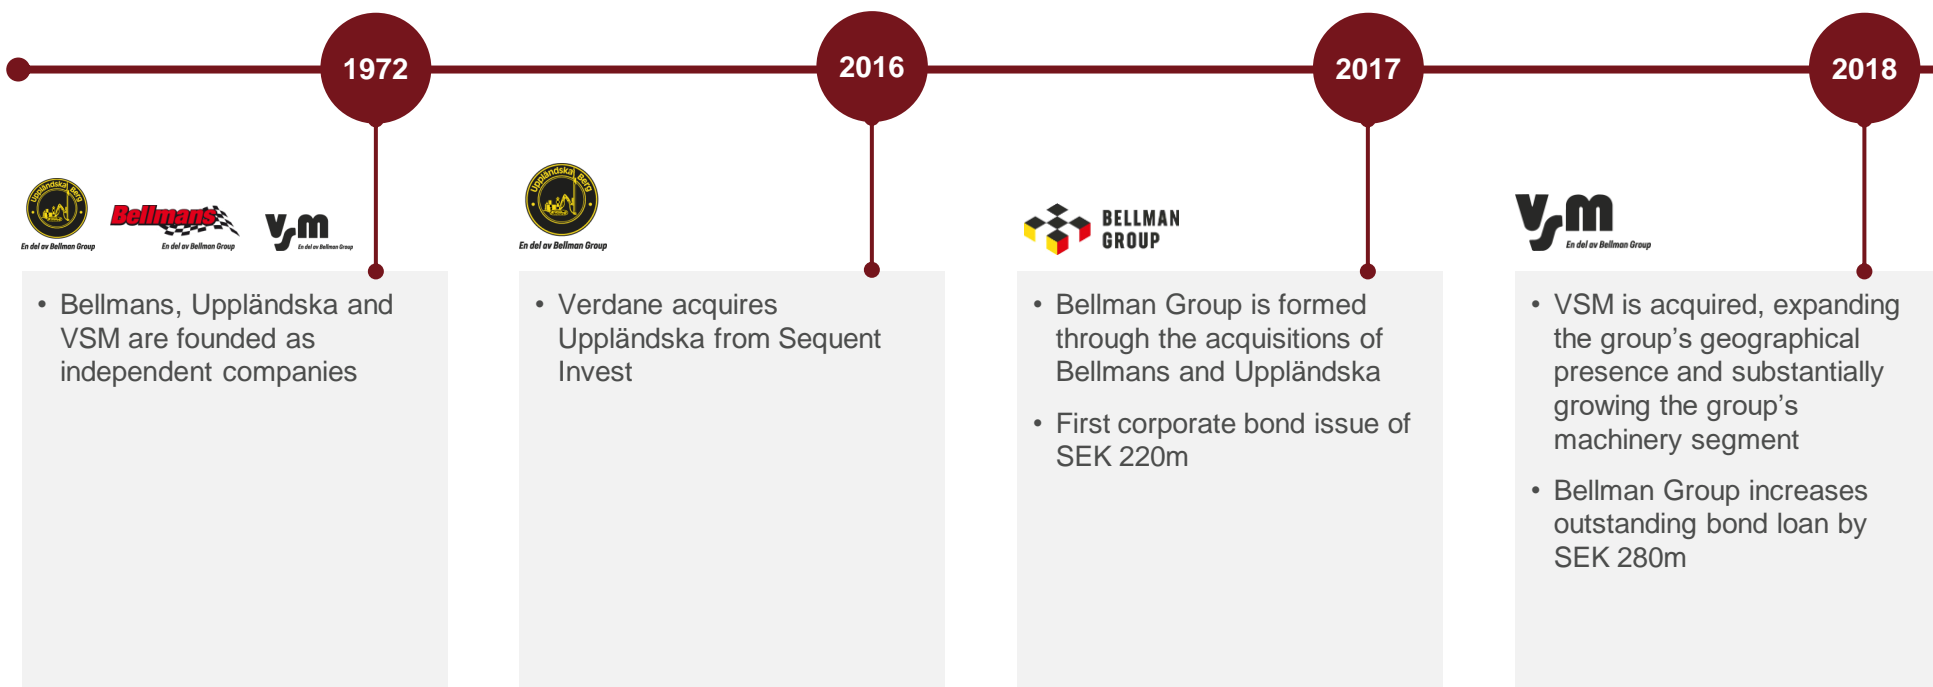 1972
2016
2017
2018
Uppländska Berg
En del av Bellman Group
Bellmans
En del av Bellman Group
VSM
En del av Bellman Group
Uppländska Berg
En del av Bellman Group
BELLMAN
GROUP
VSM
En del av Bellman Group
• Bellmans, Uppländska and
VSM are founded as
independent companies
• Verdane acquires
Uppländska from Sequent
Invest
• Bellman Group is formed
through the acquisitions of
Bellmans and Uppländska
• First corporate bond issue of
SEK 220m
• VSM is acquired, expanding
the group’s geographical
presence and substantially
growing the group’s
machinery segment
• Bellman Group increases
outstanding bond loan by
SEK 280m